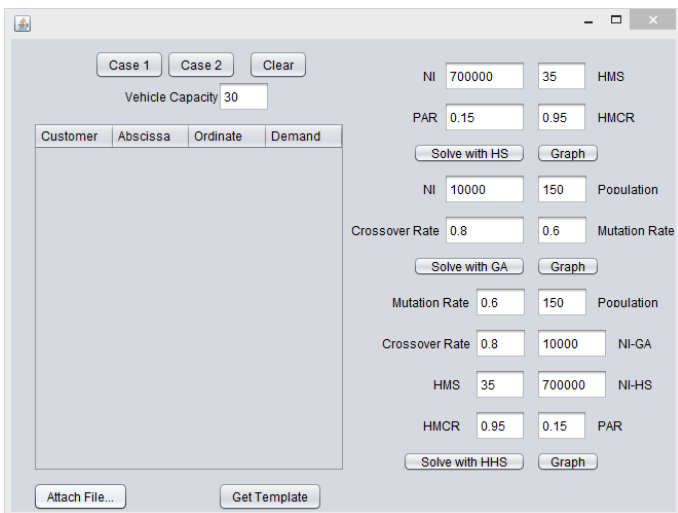 Case 1 Case 2 Clear
Vehicle Capacity 30
Customer Abscissa Ordinate Demand
Attach File... Get Template
NI 700000 35 HMS
PAR 0.15 0.95 HMCR
Solve with HS Graph
NI 10000 150 Population
Crossover Rate 0.8 0.6 Mutation Rate
Solve with GA Graph
Mutation Rate 0.6 150 Population
Crossover Rate 0.8 10000 NI-GA
HMS 35 700000 NI-HS
HMCR 0.95 0.15 PAR
Solve with HHS Graph